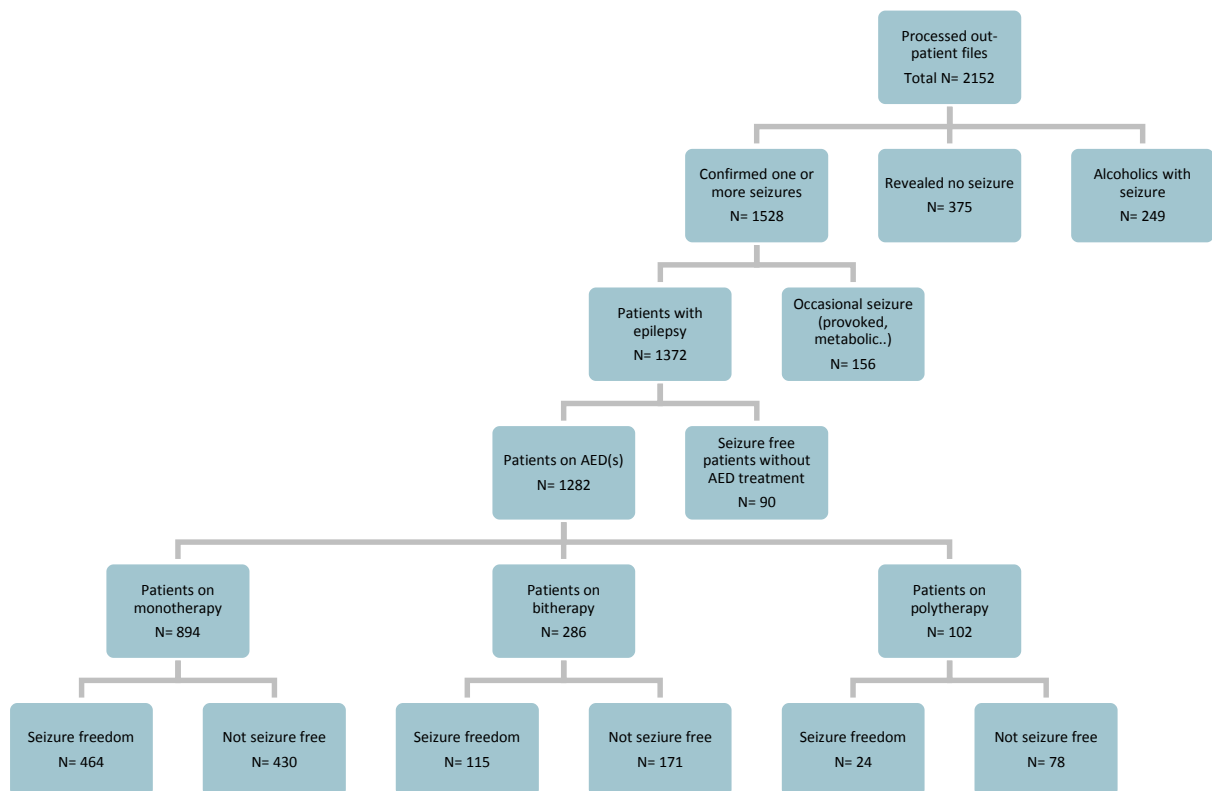 Processed out-
patient files
Total N= 2152
Confirmed one or
more seizures
N= 1528
Revealed no seizure
N= 375
Alcoholics with
seizure
N= 249
Patients with
epilepsy
N= 1372
Occasional seizure
(provoked,
metabolic..)
N= 156
Patients on AED(s)
N= 1282
Seizure free
patients without
AED treatment
N= 90
Patients on
monotherapy
N= 894
Patients on
bitherapy
N= 286
Patients on
polytherapy
N= 102
Seizure freedom
N= 464
Not seizure free
N= 430
Seizure freedom
N= 115
Not seziure free
N= 171
Seizure freedom
N= 24
Not seizure free
N= 78